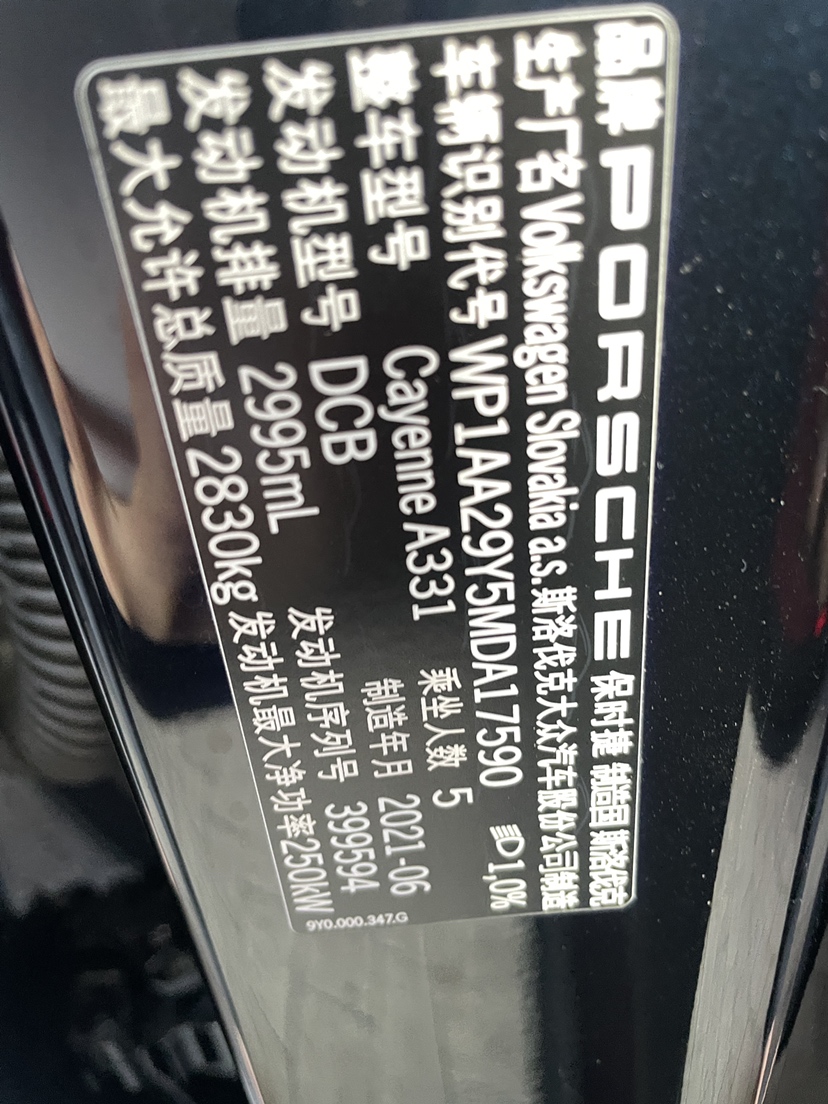 品牌 PORSCHE 保时捷 制造国 斯洛伐克
生产厂名 Volkswagen Slovakia a.s. 斯洛伐克大众汽车股份公司制造
车辆识别代号 WP1AA29Y5MDA17590 1,0%
整车型号 Cayenne A331 乘坐人数 5
发动机型号 DCB 制造年月 2021-06
发动机排量 2995mL 发动机序列号 399594
最大允许总质量 2830kg 发动机最大净功率250kW
9Y0.000.347.G